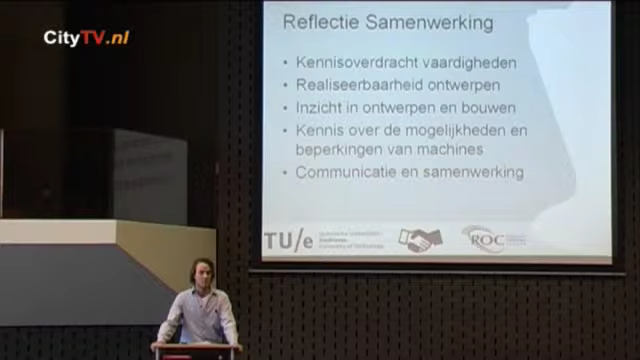 CityTV.nl
Reflectie Samenwerking
• Kennisoverdracht vaardigheden
• Realiseerbaarheid ontwerpen
• Inzicht in ontwerpen en bouwen
• Kennis over de mogelijkheden en
beperkingen van machines
• Communicatie en samenwerking
TU/e
ROC